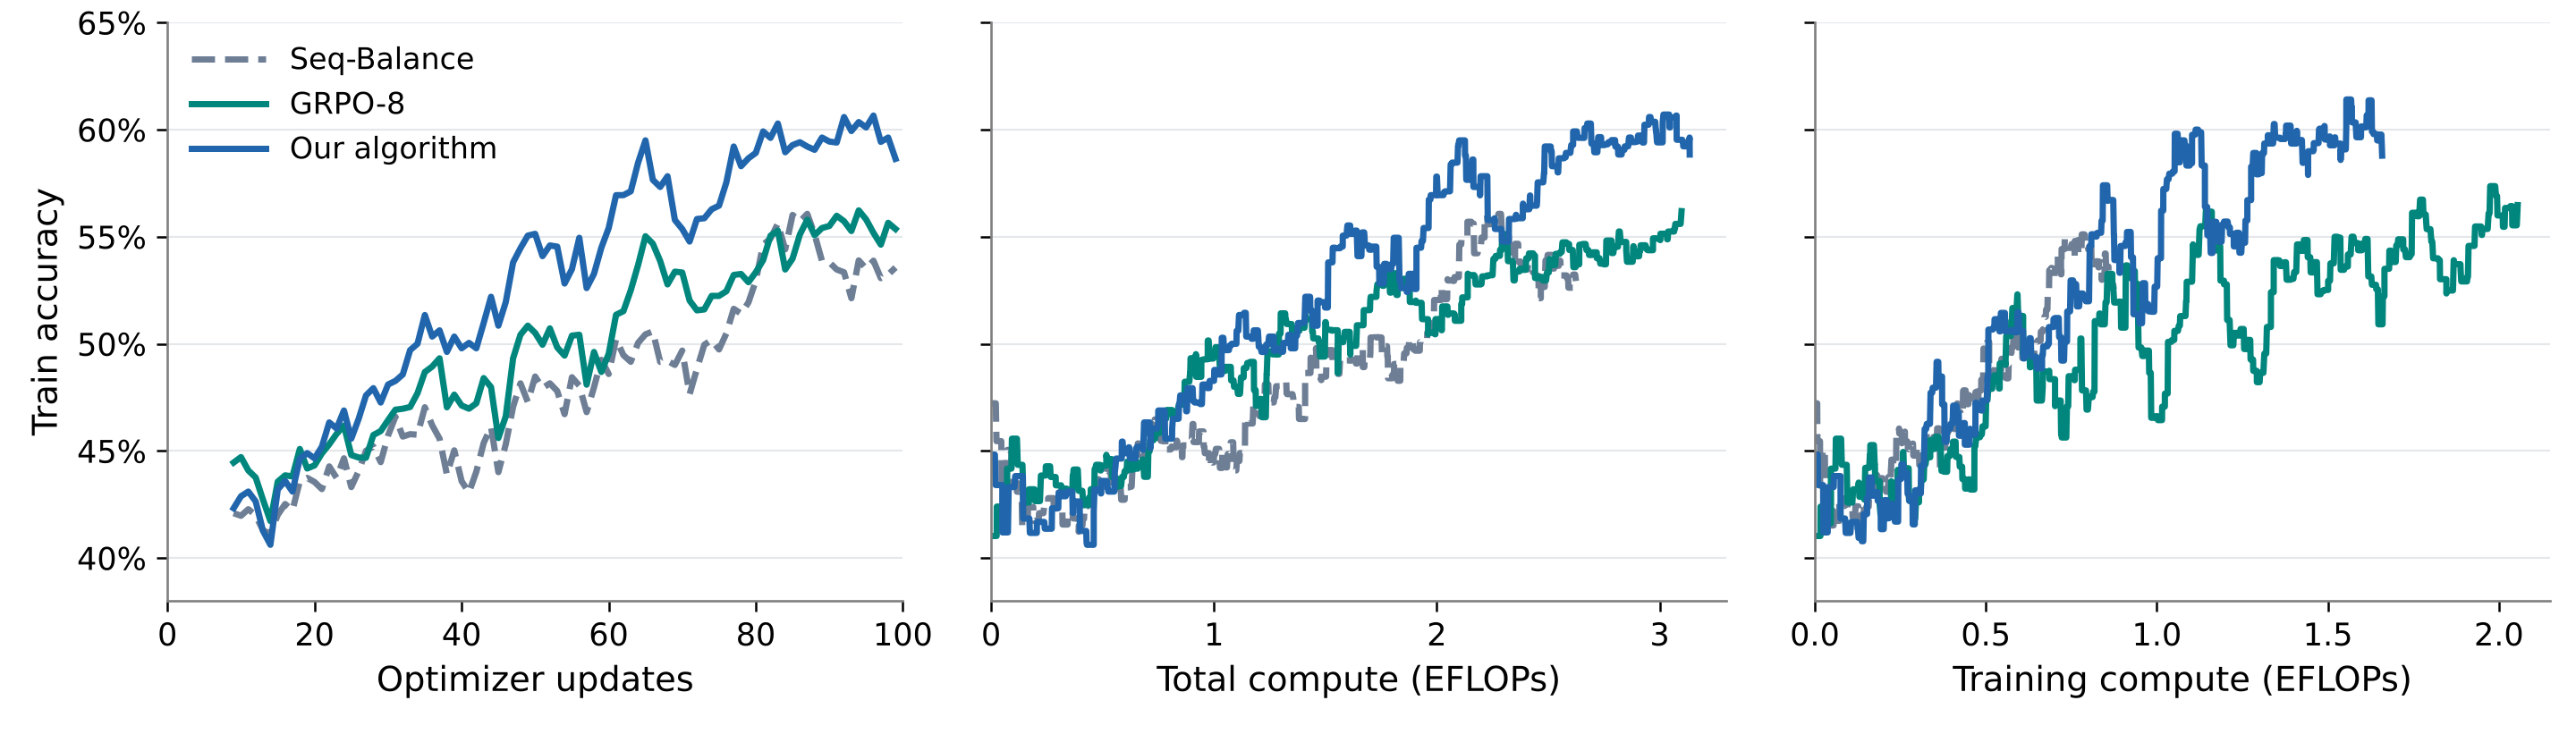 65%
60%
55%
50%
45%
40%
Train accuracy
Seq-Balance
GRPO-8
Our algorithm
0 20 40 60 80 100
Optimizer updates
0 1 2 3
Total compute (EFLOPs)
0.0 0.5 1.0 1.5 2.0
Training compute (EFLOPs)